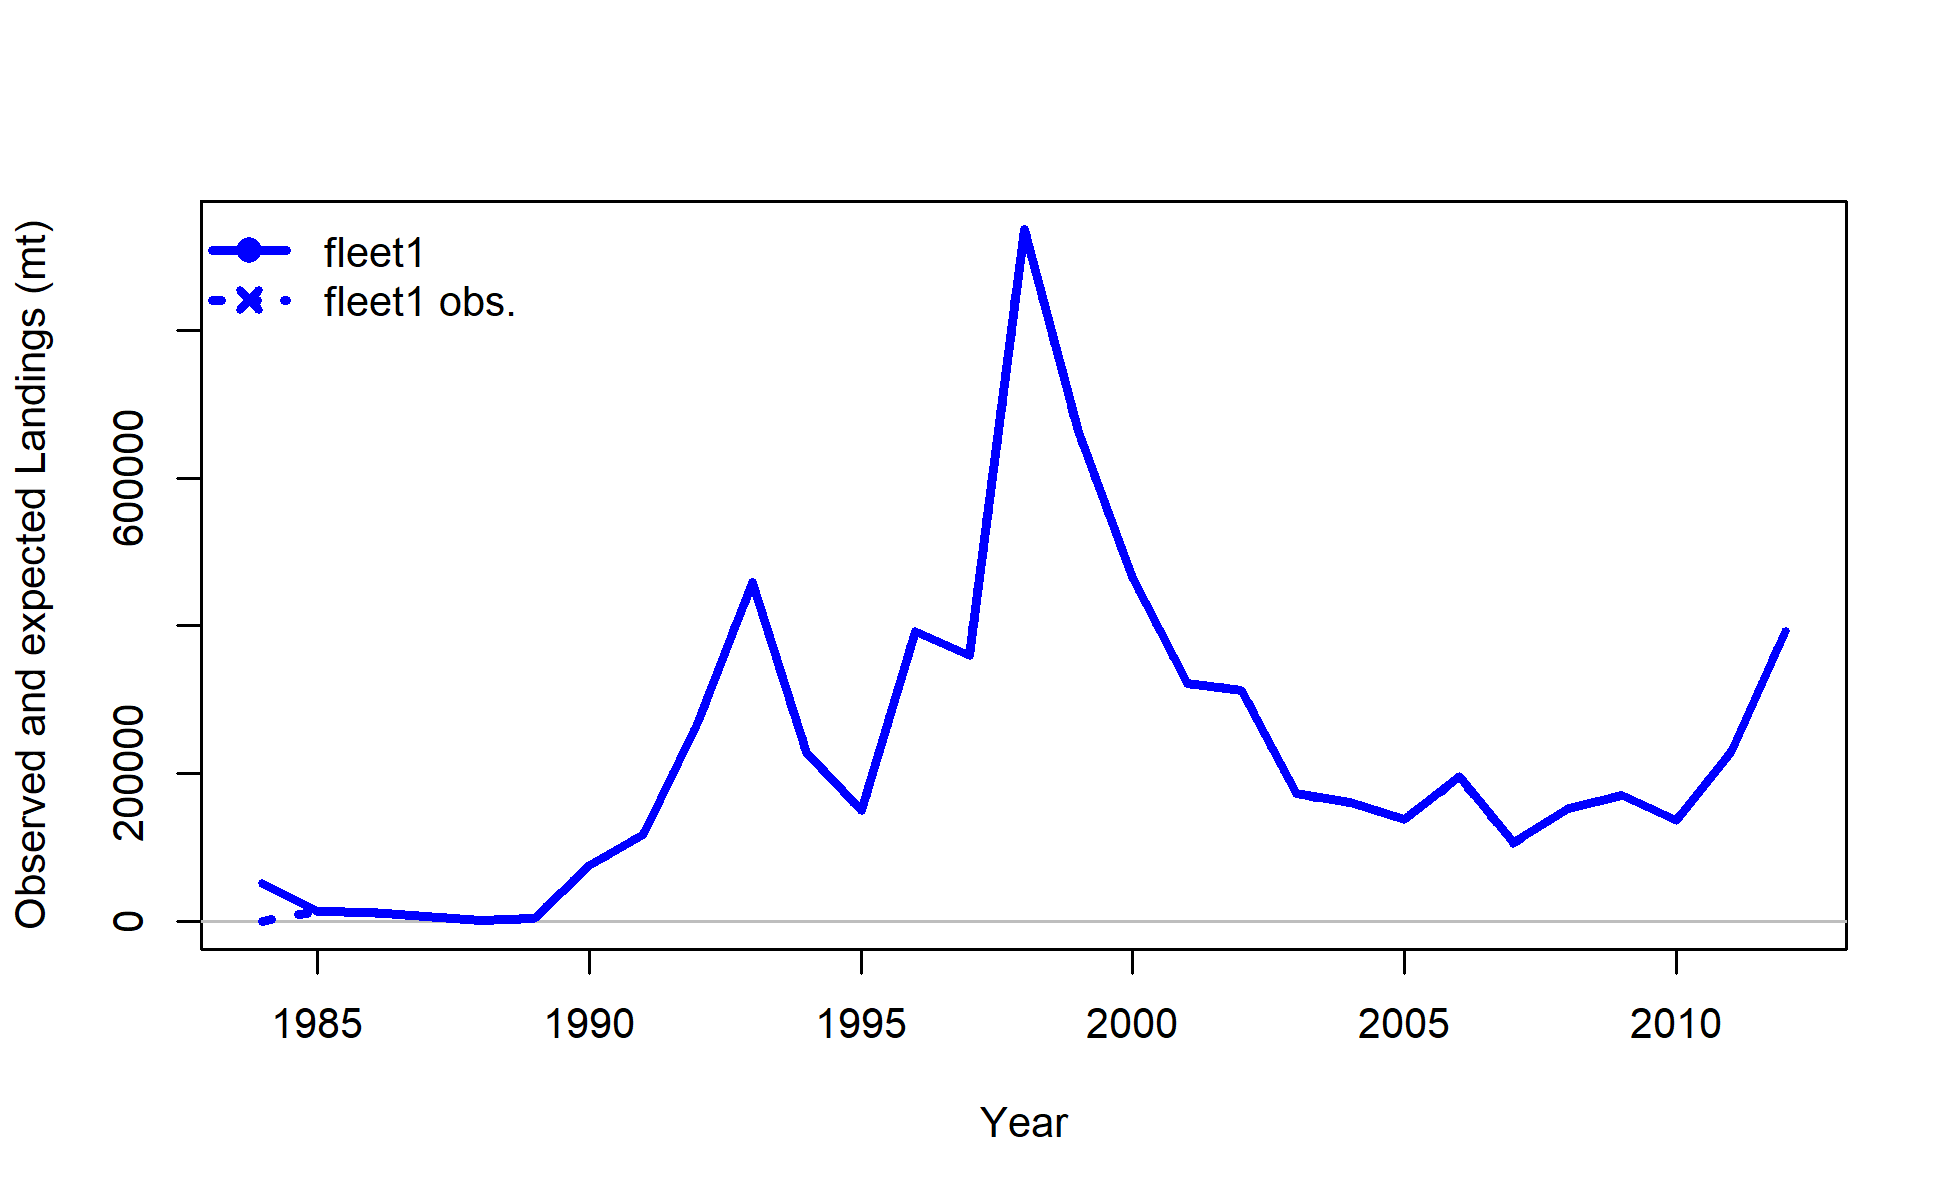 fleet1
fleet1 obs.
Observed and expected Landings (mt)
600000
200000
0
1985 1990 1995 2000 2005 2010
Year